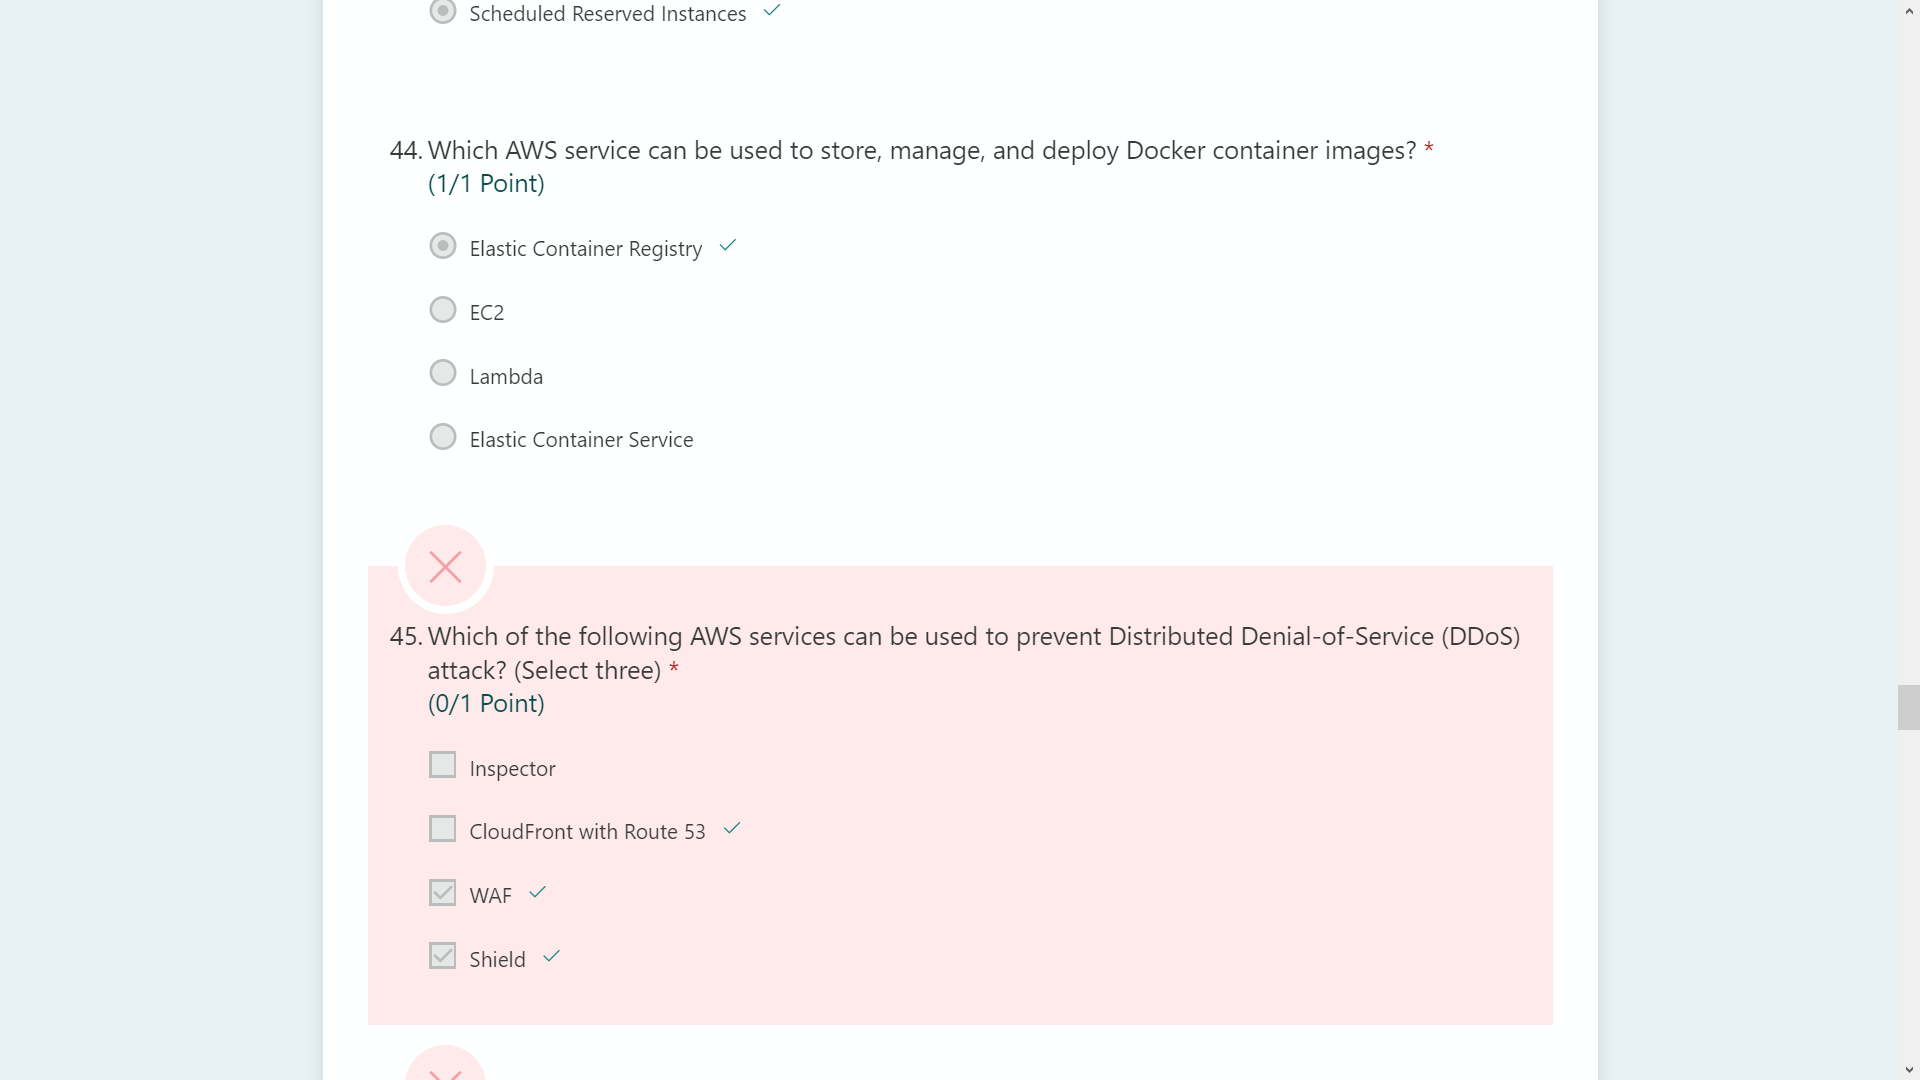 Scheduled Reserved Instances
44. Which AWS service can be used to store, manage, and deploy Docker container images? *
(1/1 Point)
Elastic Container Registry
EC2
Lambda
Elastic Container Service
45. Which of the following AWS services can be used to prevent Distributed Denial-of-Service (DDoS)
attack? (Select three) *
(0/1 Point)
Inspector
CloudFront with Route 53
WAF
Shield